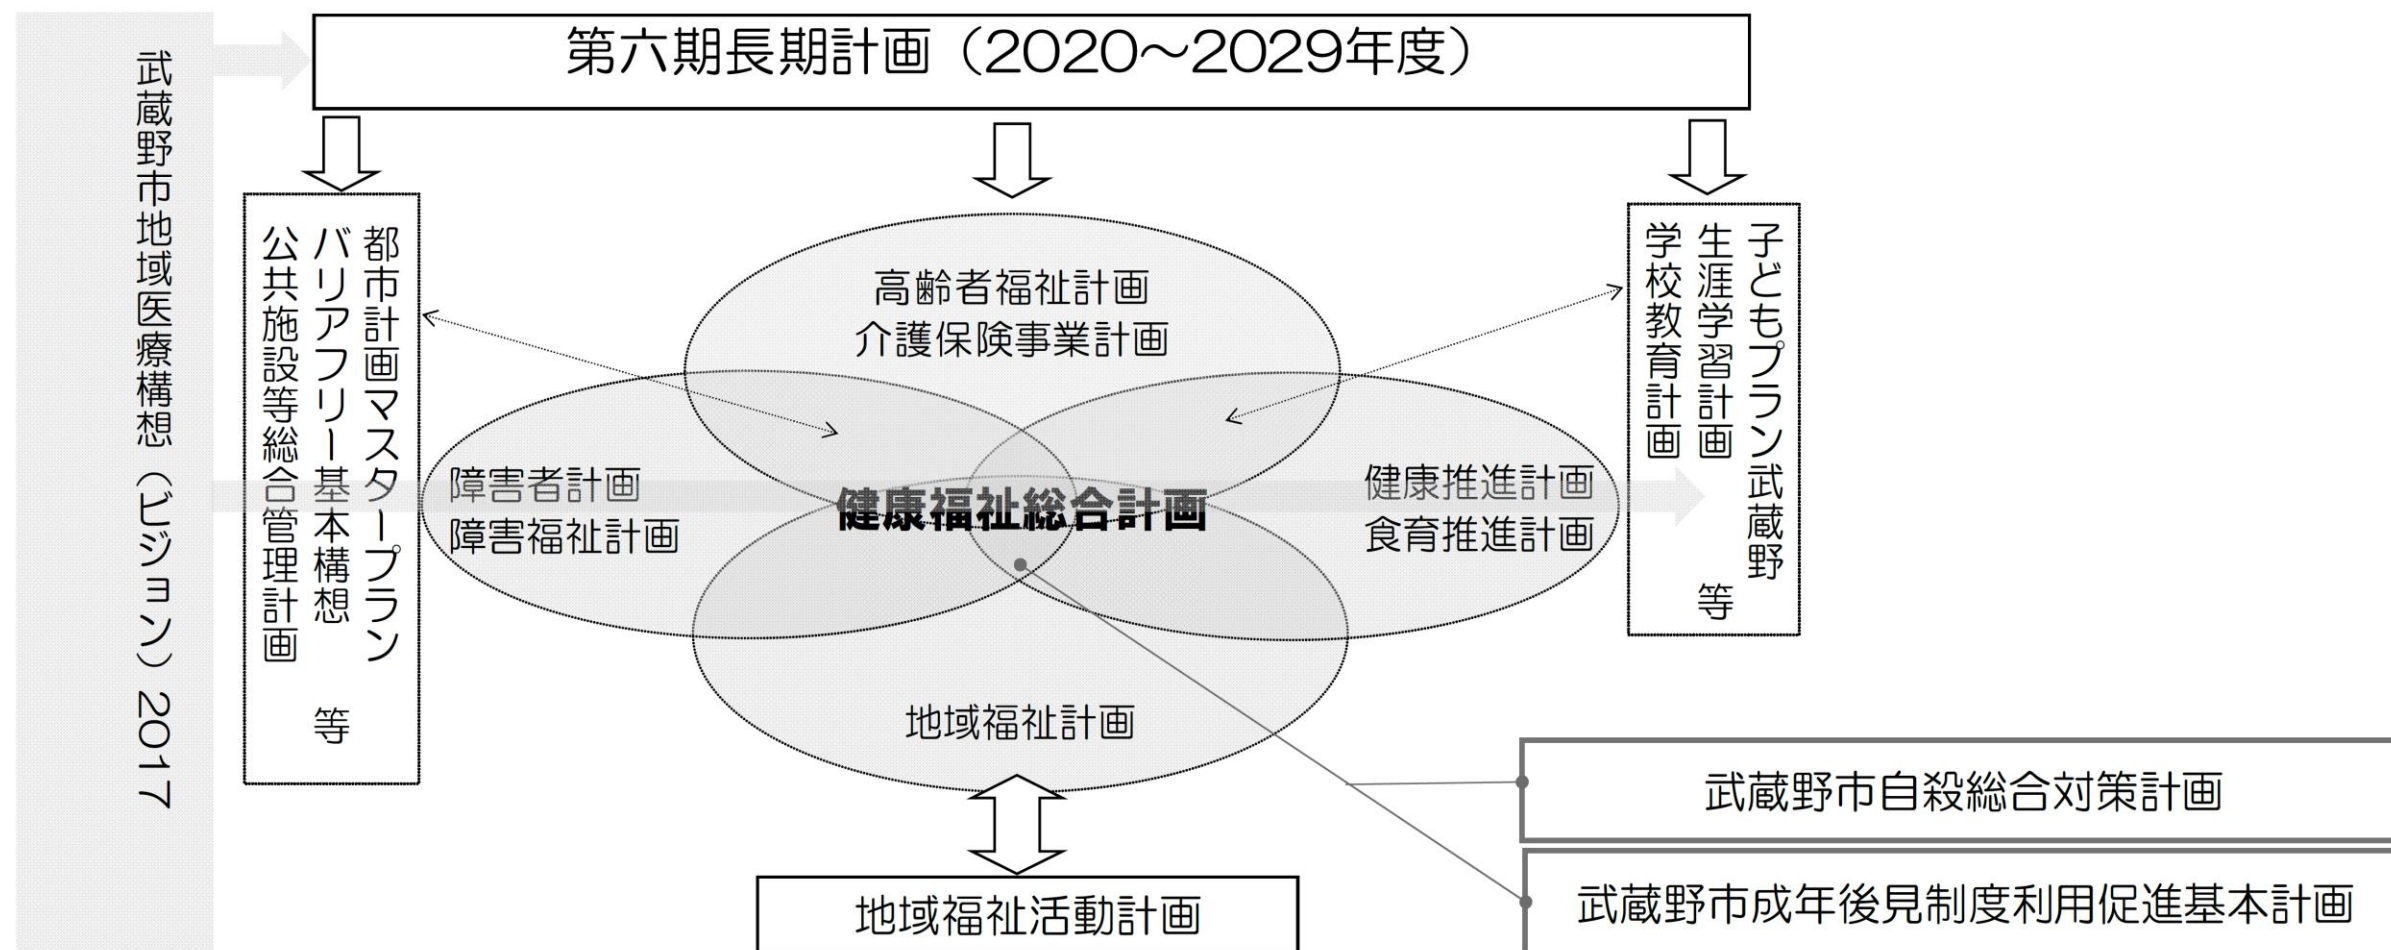 第六期長期計画（2020～2029年度）
武蔵野市地域医療構想（ビジョン）2017
都市計画マスタープラン
バリアフリー基本構想　等
公共施設等総合管理計画
高齢者福祉計画
介護保険事業計画
子どもプラン武蔵野
生涯学習計画　等
学校教育計画
障害者計画
障害福祉計画
健康福祉総合計画
健康推進計画
食育推進計画
地域福祉計画
武蔵野市自殺総合対策計画
武蔵野市成年後見制度利用促進基本計画
地域福祉活動計画